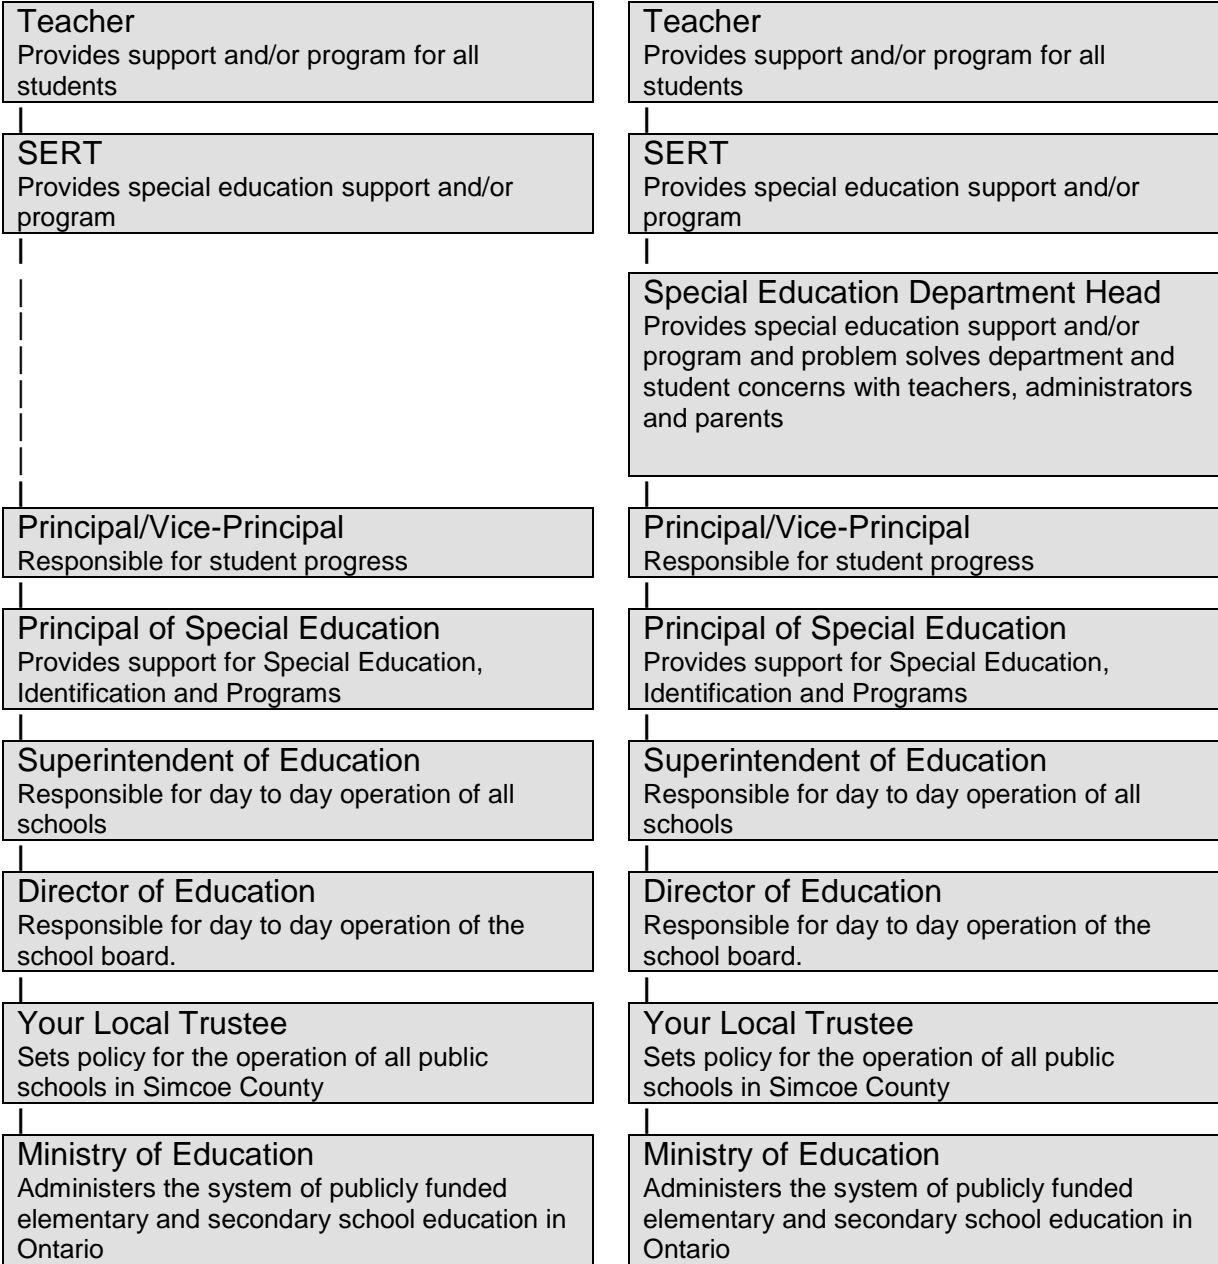 Teacher
Provides support and/or program for all
students
SERT
Provides special education support and/or
program
Principal/Vice-Principal
Responsible for student progress
Principal of Special Education
Provides support for Special Education,
Identification and Programs
Superintendent of Education
Responsible for day to day operation of all
schools
Director of Education
Responsible for day to day operation of the
school board.
Your Local Trustee
Sets policy for the operation of all public
schools in Simcoe County
Ministry of Education
Administers the system of publicly funded
elementary and secondary school education in
Ontario
Teacher
Provides support and/or program for all
students
SERT
Provides special education support and/or
program
Special Education Department Head
Provides special education support and/or
program and problem solves department and
student concerns with teachers, administrators
and parents
Principal/Vice-Principal
Responsible for student progress
Principal of Special Education
Provides support for Special Education,
Identification and Programs
Superintendent of Education
Responsible for day to day operation of all
schools
Director of Education
Responsible for day to day operation of the
school board.
Your Local Trustee
Sets policy for the operation of all public
schools in Simcoe County
Ministry of Education
Administers the system of publicly funded
elementary and secondary school education in
Ontario